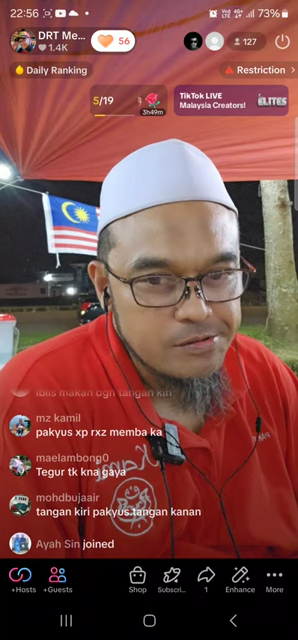 22:56
73%
DRT Me...
1.4K
56
127
Daily Ranking
Restriction >
5/19
3h49m
TikTok LIVE
Malaysia Creators!
ELITES
iblis makan dgn tangan kiri
mz kamil
pakyus xp rxz memba ka
maelambong0
Tegur tk kna gaya
mohdbujaair
tangan kiri pakyus.tangan kanan
Ayah Sin joined
+Hosts
+Guests
Shop
Subscri...
1
Enhance
More